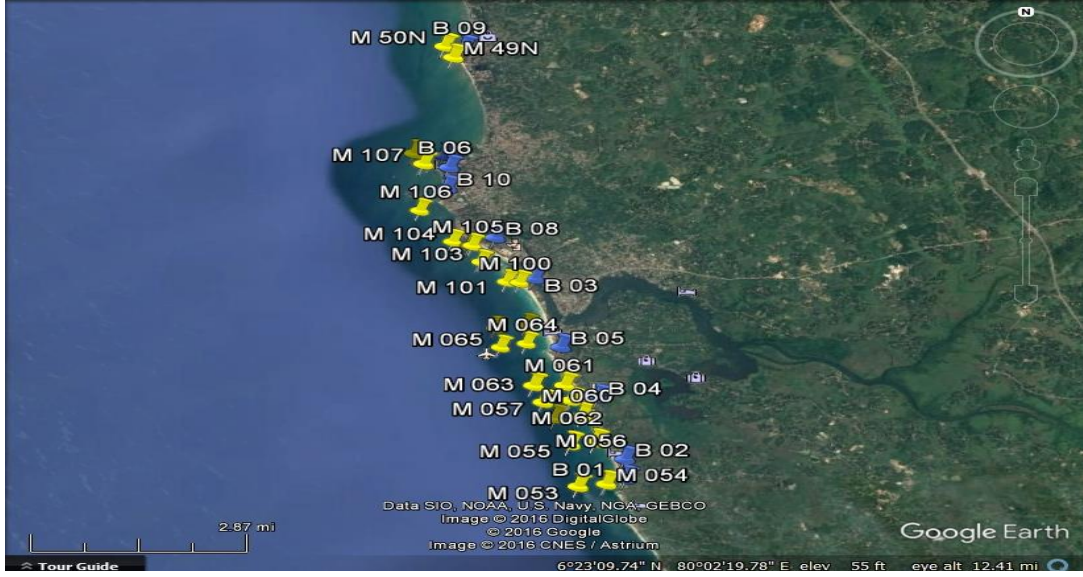 N
B 09
M 50N
M 49N
B 06
M 107
B 10
M 106
M 105
B 08
M 104
M 103
M 100
M 101
B 03
M 064
M 065
B 05
M 061
M 063
B 04
M 060
M 057
M 062
M 056
M 055
B 02
B 01
M 054
M 053
Data SIO, NOAA, U.S. Navy, NGA, GEBCO
Image © 2016 DigitalGlobe
© 2016 Google
Image © 2016 CNES / Astrium
2.87 mi
Google Earth
Tour Guide
6°23'09.74" N 80°02'19.78" E elev 55 ft eye alt 12.41 mi